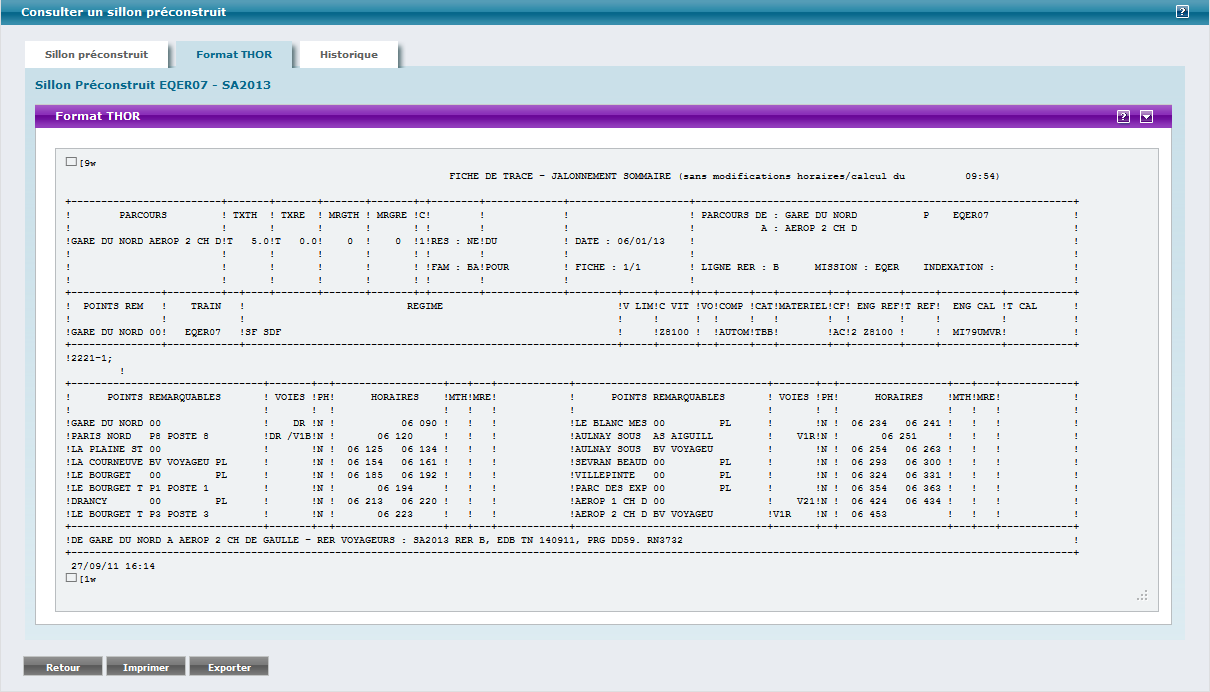 Consulter un sillon préconstruit ?
Sillon préconstruit Format THOR Historique
Sillon Préconstruit EQER07 - SA2013
Format THOR ?
[9w
FICHE DE TRACE - JALONNEMENT SOMMAIRE (sans modifications horaires/calcul du 09:54)
+-------------------------+-------+-------+-------+-------+-+--------+-------------+--------------------+---------------------------------------------------------------+
! PARCOURS ! TXTH ! TXRE ! MRGTH ! MRGRE !C! ! ! ! PARCOURS DE : GARE DU NORD P EQER07 !
! ! ! ! ! ! ! ! ! ! A : AEROP 2 CH D !
!GARE DU NORD AEROP 2 CH D!T 5.0!T 0.0! 0 ! 0 !1!RES : NE!DU ! DATE : 06/01/13 ! !
! ! ! ! ! ! ! ! ! ! !
! ! ! ! ! ! !FAM : BA!POUR ! FICHE : 1/1 ! LIGNE RER : B MISSION : EQER INDEXATION : !
! ! ! ! ! ! ! ! ! ! !
! POINTS REM ! TRAIN ! REGIME !V LIM!C VIT !VO!COMP !CAT!MATERIEL!CF! ENG REF!T REF! ENG CAL !T CAL !
! ! ! ! ! ! ! ! ! ! ! ! ! ! !
!GARE DU NORD 00! EQER07 !SF SDF ! !Z8100 ! !AUTOM!TBB! !AC!2 Z8100 ! ! MI79UMVR! !
!2221-1;
!
! POINTS REMARQUABLES ! VOIES !PH! HORAIRES !MTH!MRE! ! POINTS REMARQUABLES ! VOIES !PH! HORAIRES !MTH!MRE! !
! ! ! ! ! ! ! ! ! ! ! ! ! ! !
!GARE DU NORD 00 ! DR !N ! 06 090 ! ! ! !LE BLANC MES 00 PL ! !N ! 06 234 06 241 ! ! ! !
!PARIS NORD P8 POSTE 8 !DR /V1B!N ! 06 120 ! ! ! !AULNAY SOUS AS AIGUILL ! V1R!N ! 06 251 ! ! ! !
!LA PLAINE ST 00 ! !N ! 06 125 06 134 ! ! ! !AULNAY SOUS BV VOYAGEU ! !N ! 06 254 06 263 ! ! ! !
!LA COURNEUVE BV VOYAGEU PL ! !N ! 06 154 06 161 ! ! ! !SEVRAN BEAUD 00 PL ! !N ! 06 293 06 300 ! ! ! !
!LE BOURGET 00 PL ! !N ! 06 185 06 192 ! ! ! !VILLEPINTE 00 PL ! !N ! 06 324 06 331 ! ! ! !
!LE BOURGET T P1 POSTE 1 ! !N ! 06 194 ! ! ! !PARC DES EXP 00 PL ! !N ! 06 354 06 363 ! ! ! !
!DRANCY 00 PL ! !N ! 06 213 06 220 ! ! ! !AEROP 1 CH D 00 ! V21!N ! 06 424 06 434 ! ! ! !
!LE BOURGET T P3 POSTE 3 ! !N ! 06 223 ! ! ! !AEROP 2 CH D BV VOYAGEU !V1R !N ! 06 453 ! ! ! !
!DE GARE DU NORD A AEROP 2 CH DE GAULLE - RER VOYAGEURS : SA2013 RER B, EDB TN 140911, PRG DD59. RN3732 !
27/09/11 16:14
[1w
Retour Imprimer Exporter